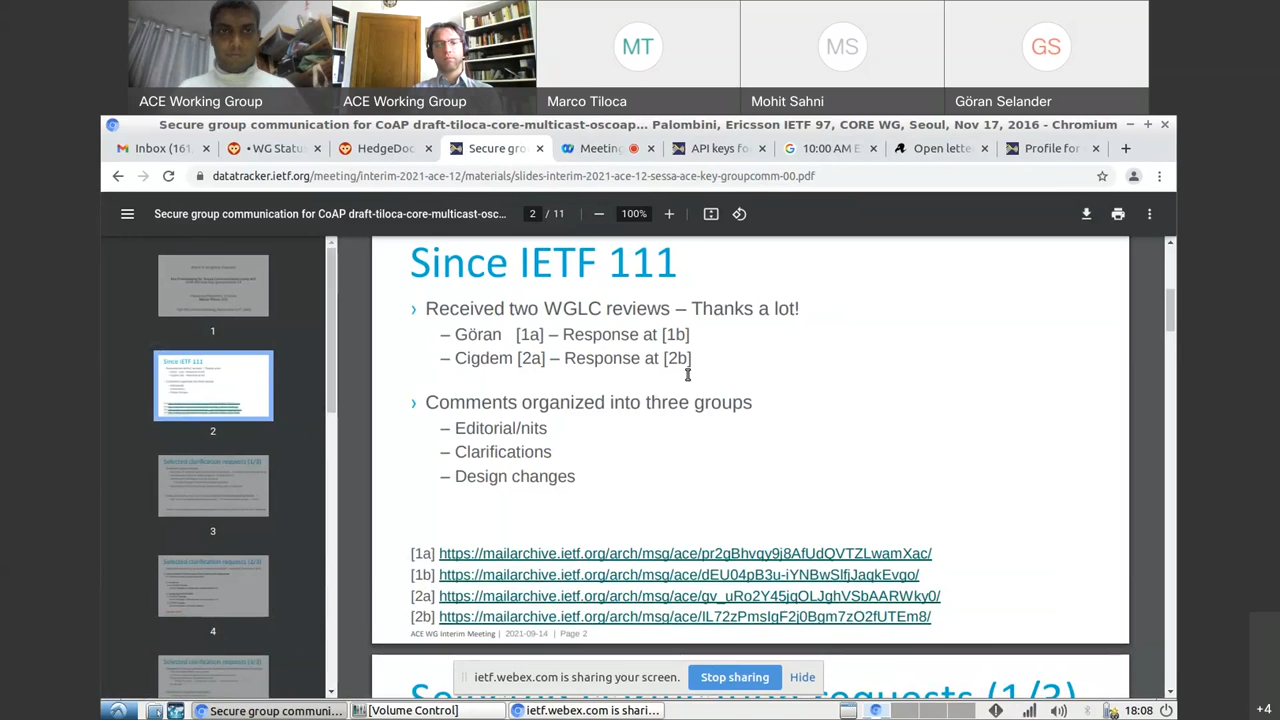 MT
MS
GS
ACE Working Group
ACE Working Group
Marco Tiloca
Mohit Sahni
Göran Selander
Secure group communication for CoAP draft-tiloca-core-multicast-oscoap... Palombini, Ericsson IETF 97, CORE WG, Seoul, Nov 17, 2016 - Chromium
Inbox (161,
WG Statu
HedgeDoc
Secure gro
Meeting
API keys fo
10:00 AM E
Open lette
Profile for
datatracker.ietf.org/meeting/interim-2021-ace-12/materials/slides-interim-2021-ace-12-sessa-ace-key-groupcomm-00.pdf
Secure group communication for CoAP draft-tiloca-core-multicast-osc...
2 / 11
100%
1
2
3
4
Since IETF 111
› Received two WGLC reviews – Thanks a lot!
– Göran [1a] – Response at [1b]
– Cigdem [2a] – Response at [2b]
› Comments organized into three groups
– Editorial/nits
– Clarifications
– Design changes
[1a] https://mailarchive.ietf.org/arch/msg/ace/pr2gBhvgy9j8AfUdOVTZLwamXac/
[1b] https://mailarchive.ietf.org/arch/msg/ace/dEU04pB3u-iYNBwSlfjJagkEvgo/
[2a] https://mailarchive.ietf.org/arch/msg/ace/gv_uRo2Y45jqOLJghVSbAARWky0/
[2b] https://mailarchive.ietf.org/arch/msg/ace/IL72zPmsIgF2j0Bgm7zO2fUTEm8/
ACE WG Interim Meeting | 2021-09-14 | Page 2
requests (1/3)
ietf.webex.com is sharing your screen.
Stop sharing
Hide
Secure group communi...
[Volume Control]
ietf.webex.com is shari...
18:08
+4